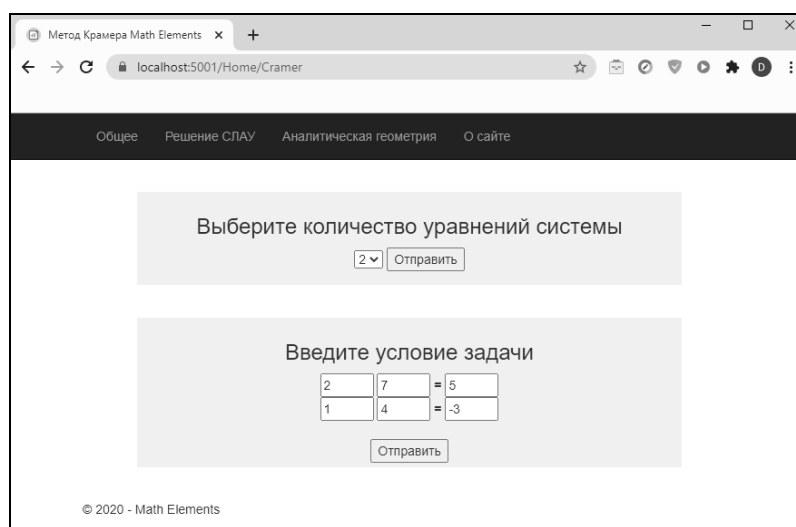 Метод Крамера Math Elements
localhost:5001/Home/Cramer
D
Общее Решение СЛАУ Аналитическая геометрия О сайте
Выберите количество уравнений системы
2 Отправить
Введите условие задачи
2 7 = 5
1 4 = -3
Отправить
© 2020 - Math Elements